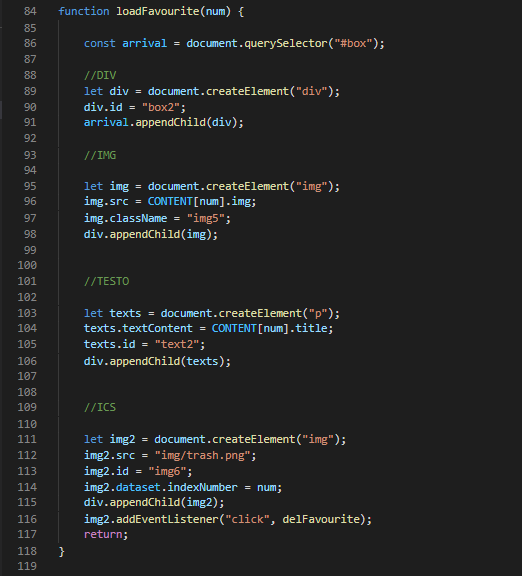 84 function loadFavourite(num) {
85
86     const arrival = document.querySelector("#box");
87
88     //DIV
89     let div = document.createElement("div");
90     div.id = "box2";
91     arrival.appendChild(div);
92
93     //IMG
94
95     let img = document.createElement("img");
96     img.src = CONTENT[num].img;
97     img.className = "img5";
98     div.appendChild(img);
99
100
101     //TESTO
102
103     let texts = document.createElement("p");
104     texts.textContent = CONTENT[num].title;
105     texts.id = "text2";
106     div.appendChild(texts);
107
108
109     //ICS
110
111     let img2 = document.createElement("img");
112     img2.src = "img/trash.png";
113     img2.id = "img6";
114     img2.dataset.indexNumber = num;
115     div.appendChild(img2);
116     img2.addEventListener("click", delFavourite);
117     return;
118 }
119